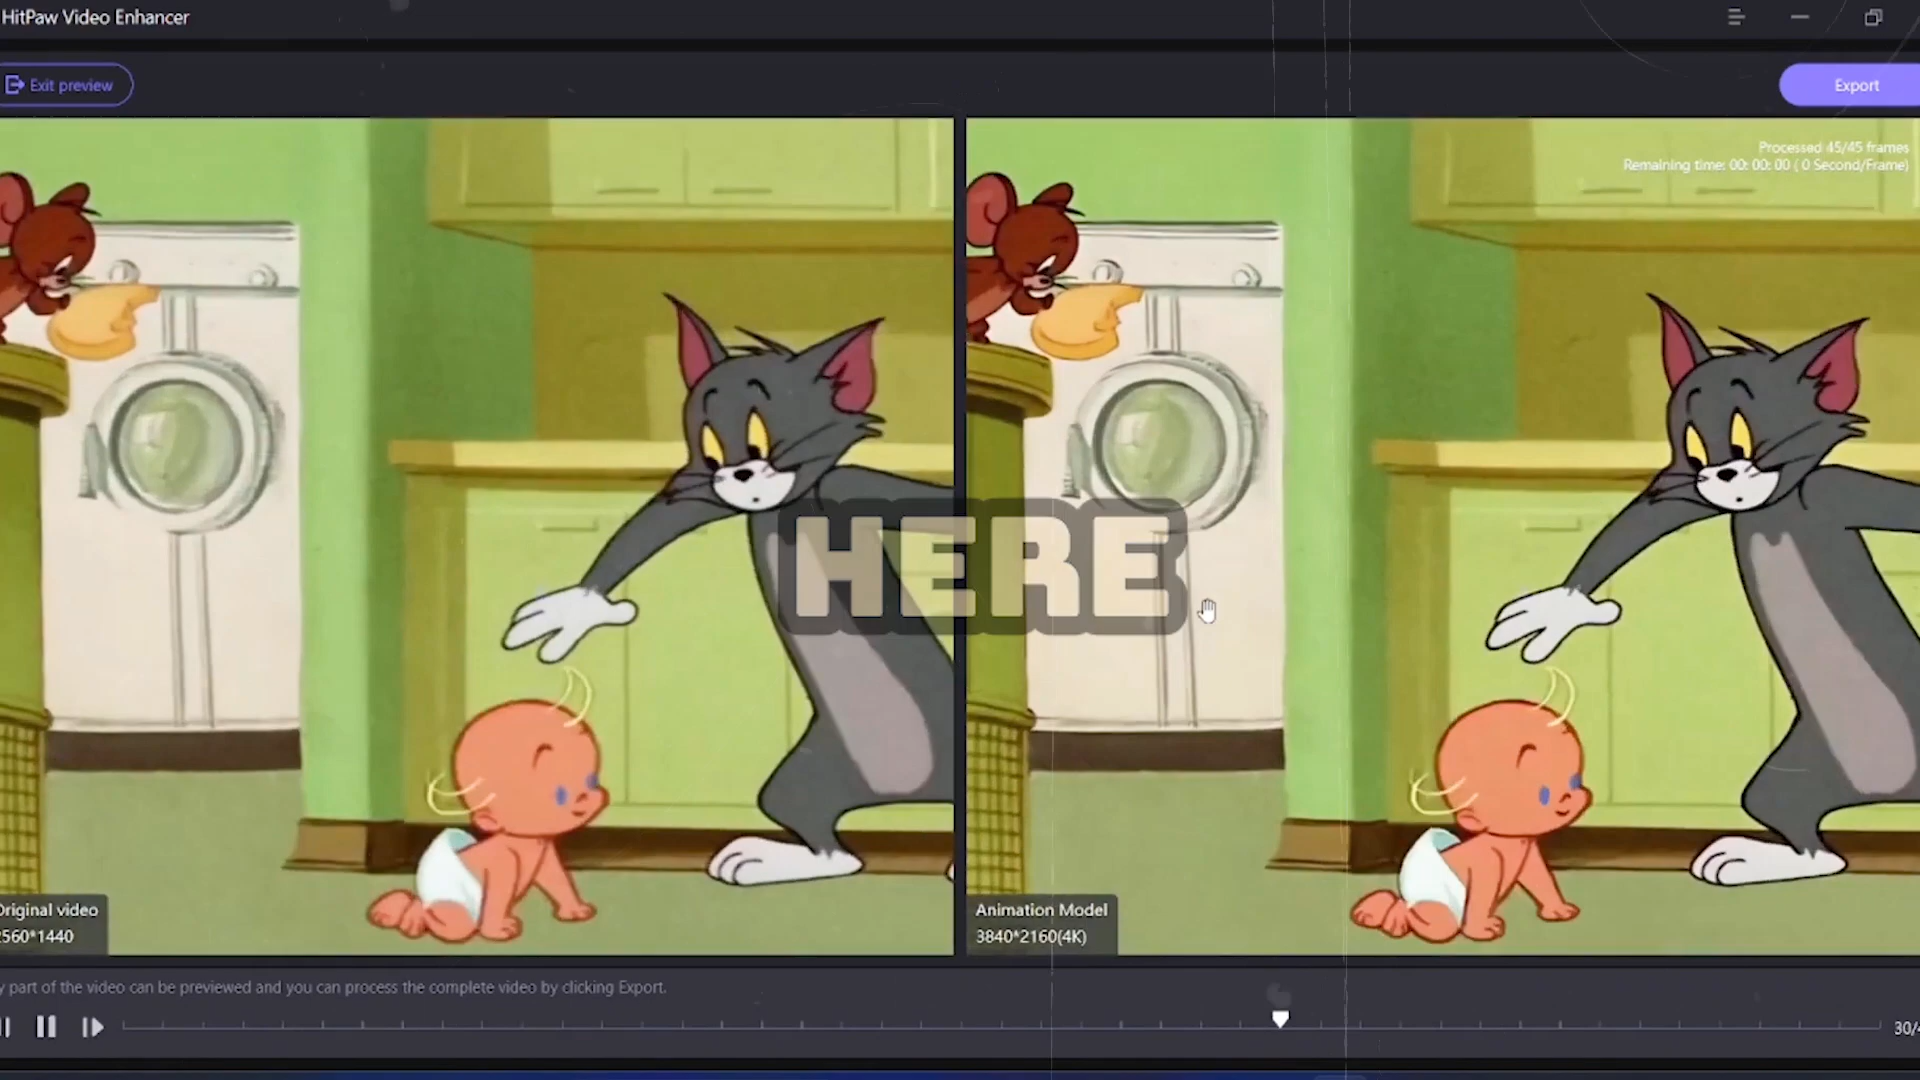 HitPaw Video Enhancer
Exit preview
Export
Processed 45/45 frames
Remaining time: 00: 00: 00 ( 0 Second/Frame)
HERE
Original video
2560*1440
Animation Model
3840*2160(4K)
y part of the video can be previewed and you can process the complete video by clicking Export.
30/4